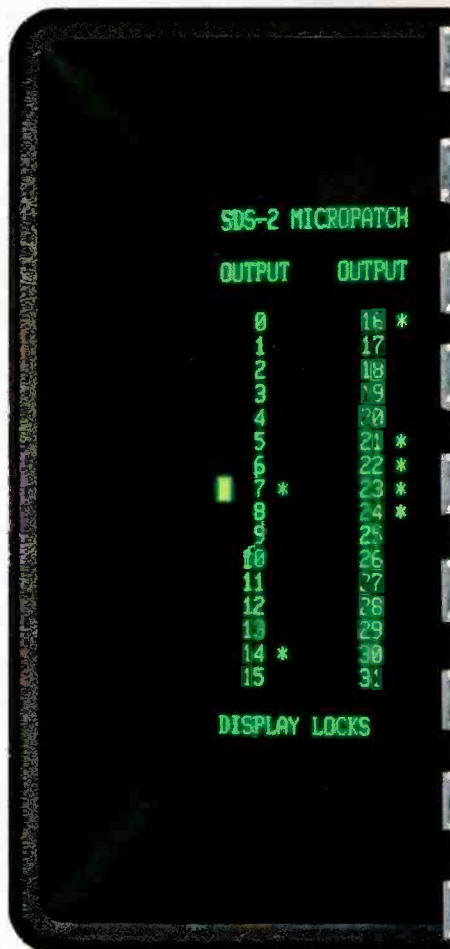 SDS-2 MICROPATCH
OUTPUT OUTPUT
0 16 *
1 17
2 18
3 19
4 20
5 21 *
6 22 *
7 * 23 *
8 24 *
9 25
10 26
11 27
12 28
13 29
14 * 30
15 31
DISPLAY LOCKS